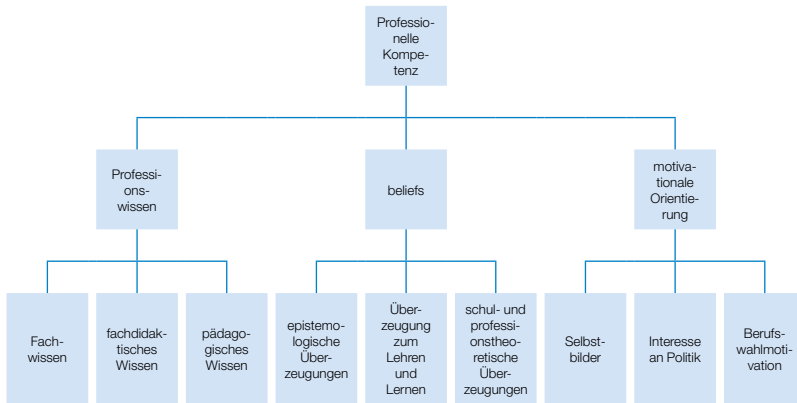 Professio-
nelle
Kompe-
tenz
Professi-
ons-
wissen
beliefs
motiva-
tionale
Orientie-
rung
Fach-
wissen
fachdidak-
tisches
Wissen
pädago-
gisches
Wissen
epistemo-
logische
Über-
zeugungen
Über-
zeugung
zum
Lehren
und
Lernen
schul- und
professi-
onstheo-
retische
Über-
zeugungen
Selbst-
bilder
Interesse
an Politik
Berufs-
wahlmoti-
vation